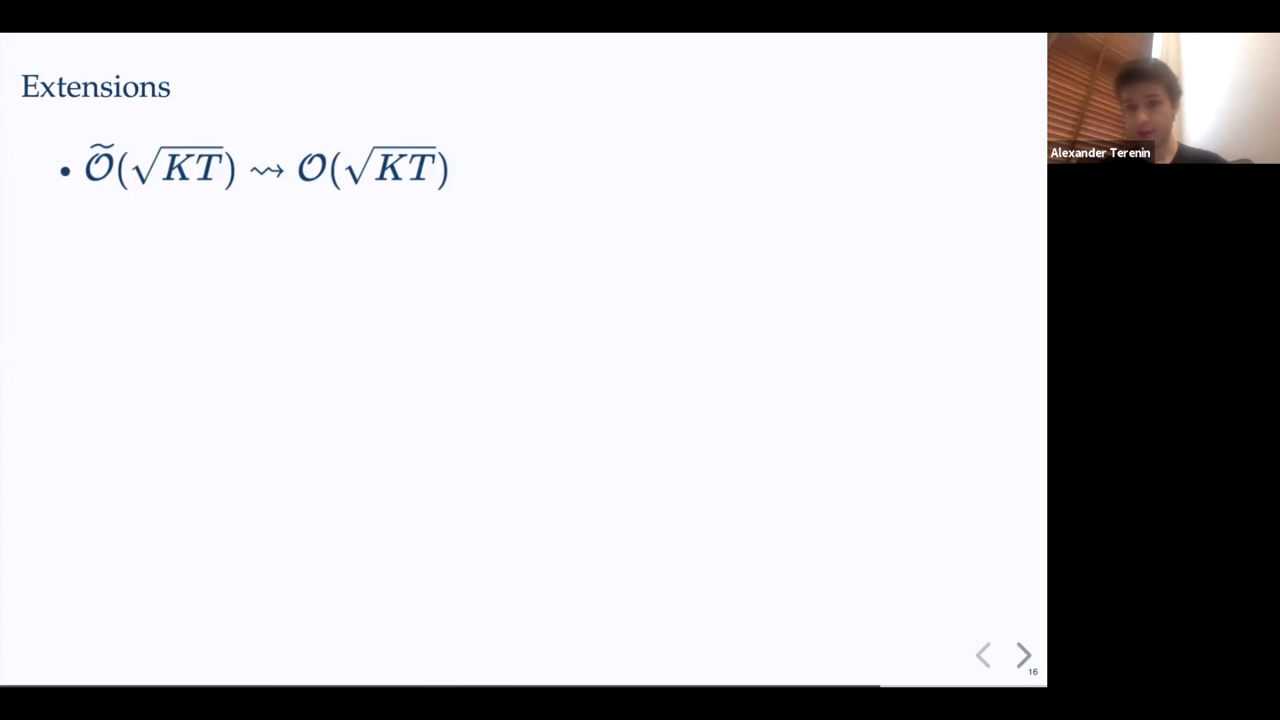 Extensions
• Õ(√KT) ⇝ O(√KT)
Alexander Terenin
16